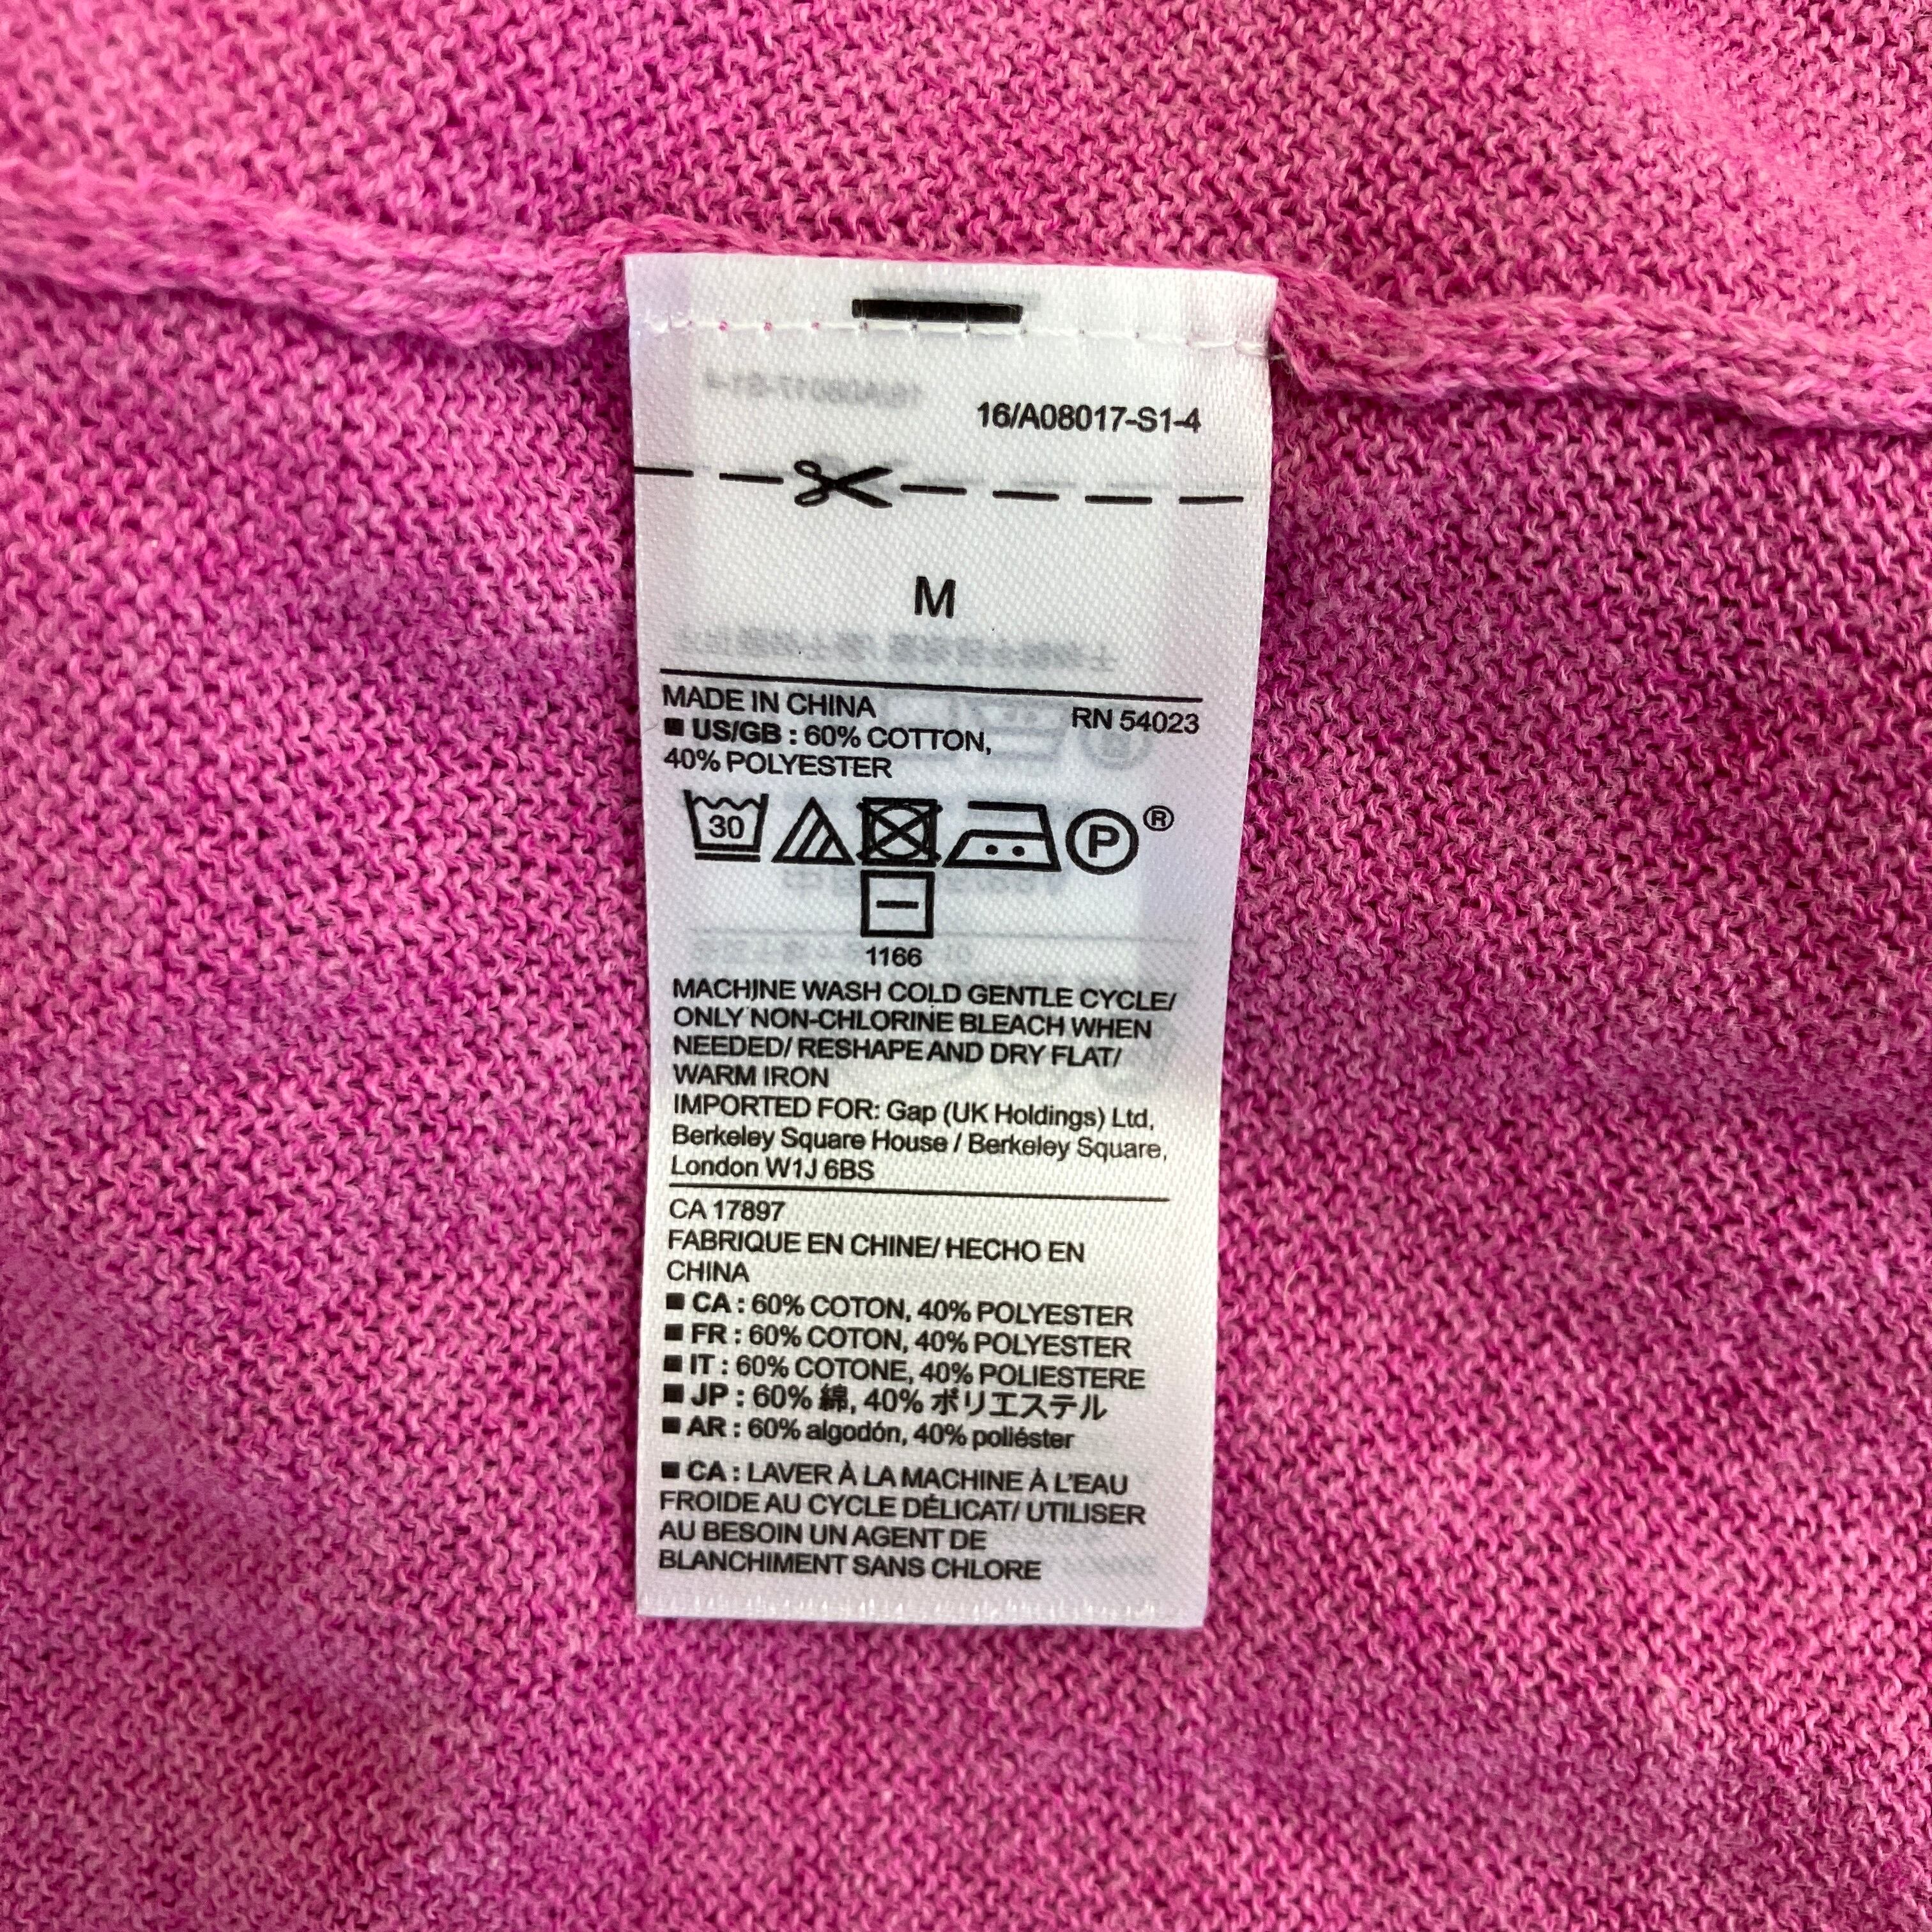 16/A08017-S1-4
M
MADE IN CHINA RN 54023
■ US/GB : 60% COTTON,
40% POLYESTER
30 P ®
1166
MACHINE WASH COLD GENTLE CYCLE/
ONLY NON-CHLORINE BLEACH WHEN
NEEDED/ RESHAPE AND DRY FLAT/
WARM IRON
IMPORTED FOR: Gap (UK Holdings) Ltd,
Berkeley Square House / Berkeley Square,
London W1J 6BS
CA 17897
FABRIQUE EN CHINE/ HECHO EN
CHINA
■ CA : 60% COTON, 40% POLYESTER
■ FR : 60% COTON, 40% POLYESTER
■ IT : 60% COTONE, 40% POLIESTERE
■ JP : 60% 綿, 40% ポリエステル
■ AR : 60% algodón, 40% poliéster
■ CA : LAVER À LA MACHINE À L'EAU
FROIDE AU CYCLE DÉLICAT/ UTILISER
AU BESOIN UN AGENT DE
BLANCHIMENT SANS CHLORE